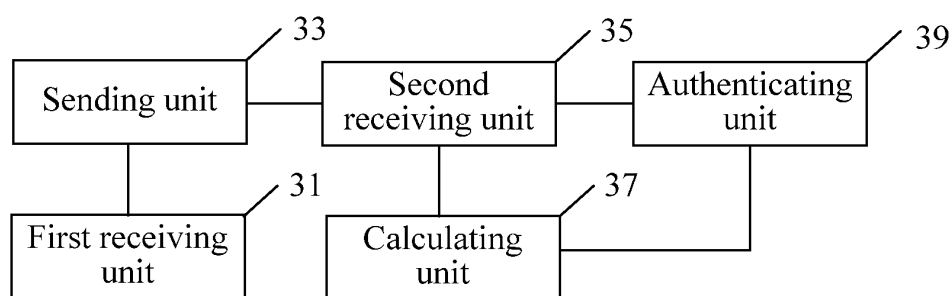 33
Sending unit
35
Second
receiving unit
39
Authenticating
unit
31
First receiving
unit
37
Calculating
unit